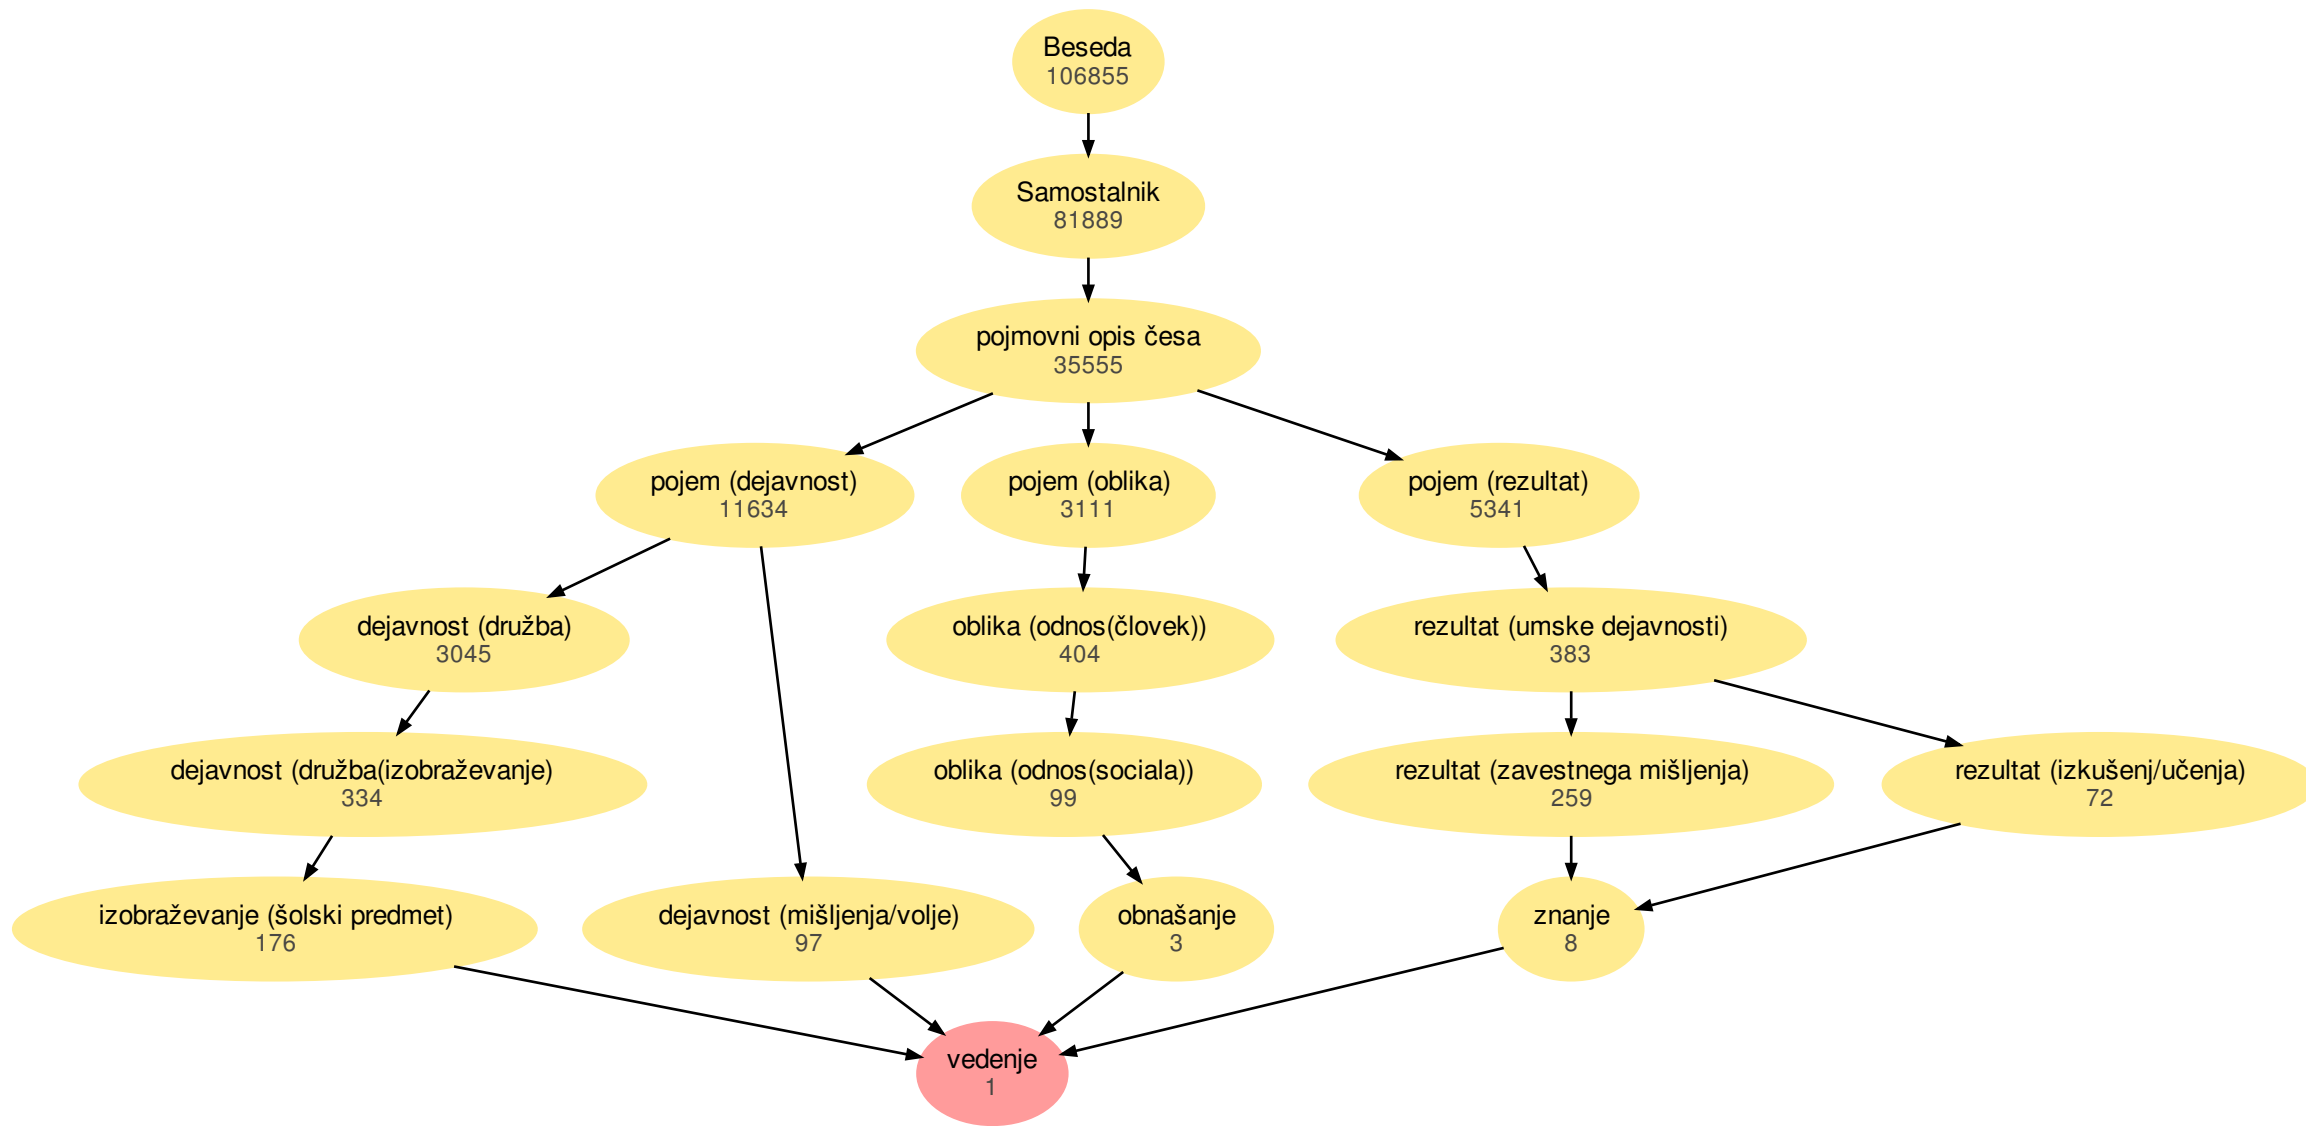 Beseda
106855
Samostalnik
81889
pojmovni opis česa
35555
pojem (dejavnost)
11634
pojem (oblika)
3111
pojem (rezultat)
5341
dejavnost (družba)
3045
oblika (odnos(človek))
404
rezultat (umske dejavnosti)
383
dejavnost (družba(izobraževanje)
334
oblika (odnos(sociala))
99
rezultat (zavestnega mišljenja)
259
rezultat (izkušenj/učenja)
72
izobraževanje (šolski predmet)
176
dejavnost (mišljenja/volje)
97
obnašanje
3
znanje
8
vedenje
1